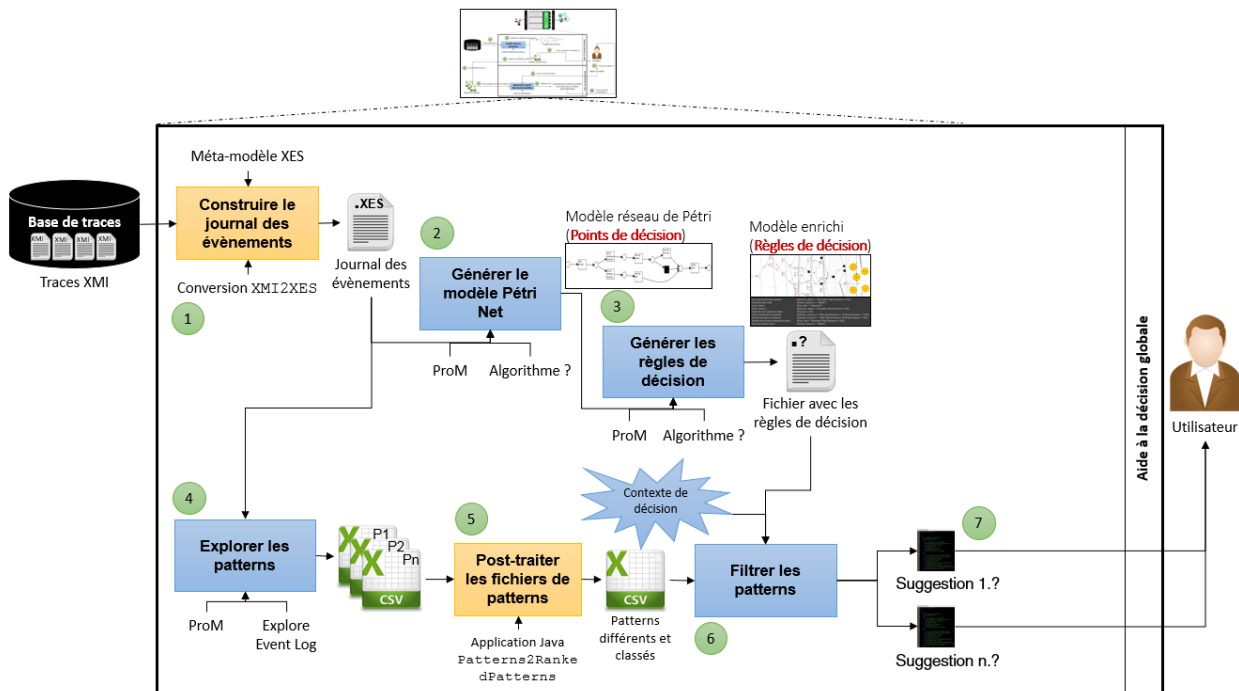 Méta-modèle XES
Base de traces
XMI XMI XMI XMI
Traces XMI
Construire le
journal des
évènements
Conversion XMI2XES
1
.XES
Journal des
évènements
2
Générer le
modèle Pétri
Net
ProM
Algorithme ?
Modèle réseau de Pétri
(Points de décision)
3
Générer les
règles de
décision
ProM
Algorithme ?
Modèle enrichi
(Règles de décision)
.?
Fichier avec les
règles de décision
4
Explorer les
patterns
ProM
Explore
Event Log
P1
P2
Pn
X
CSV
5
Post-traiter
les fichiers de
patterns
Application Java
Patterns2Ranke
dPatterns
X
CSV
Patterns
différents et
classés
Contexte de
décision
Filtrer les
patterns
6
7
Suggestion 1.?
Suggestion n.?
Aide à la décision globale
Utilisateur